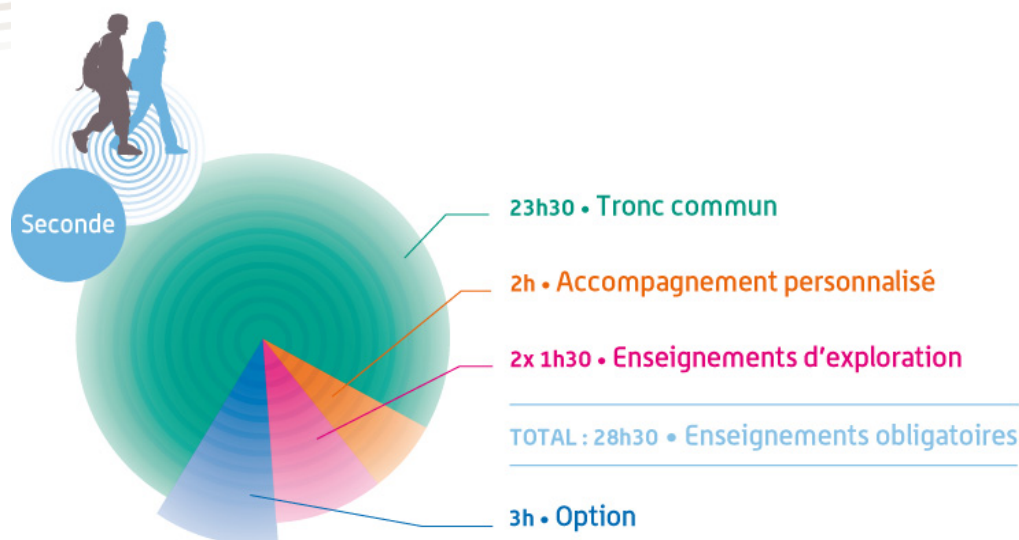 Seconde
23h30 • Tronc commun
2h • Accompagnement personnalisé
2x 1h30 • Enseignements d'exploration
TOTAL : 28h30 • Enseignements obligatoires
3h • Option